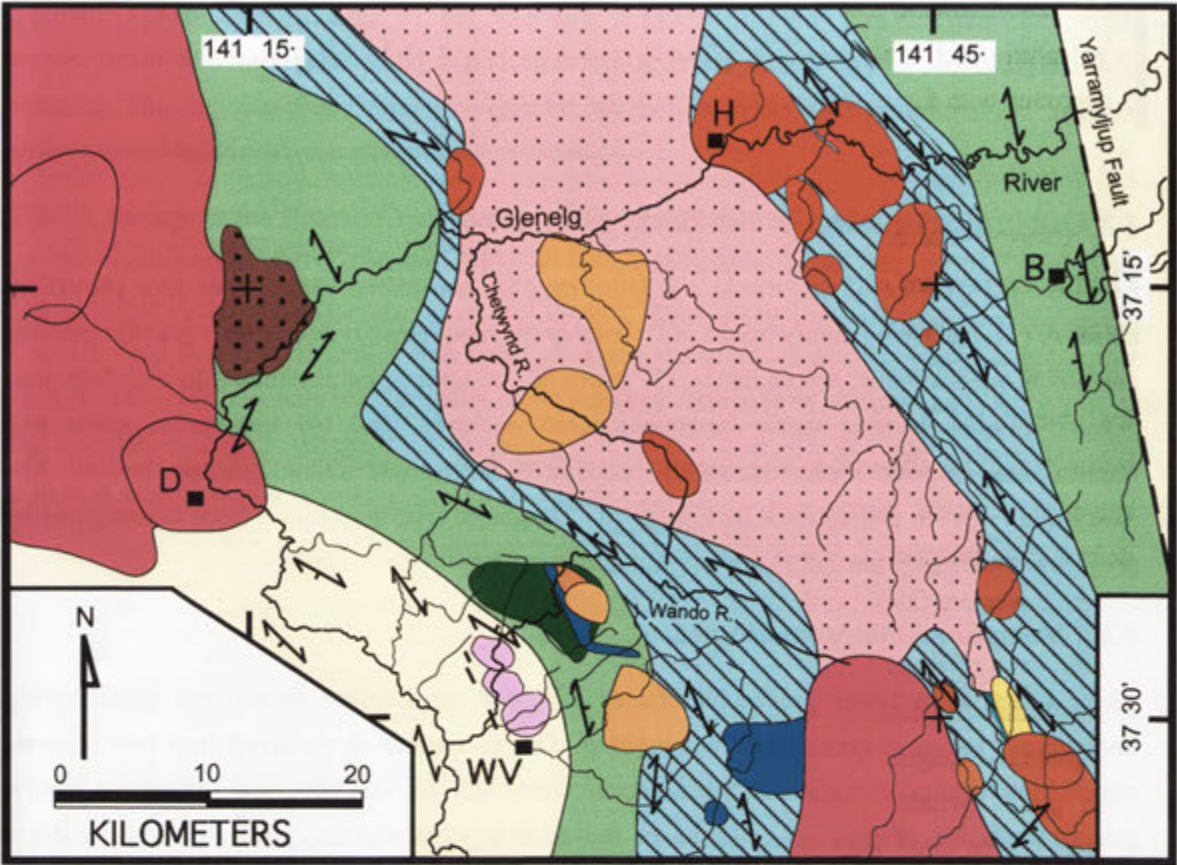 141 15·
141 45·
Yarramyljup Fault
H
River
Glenelg
B
37 15'
Chetwynd R.
D
Wando R.
N
37 30'
WV
0 10 20
KILOMETERS